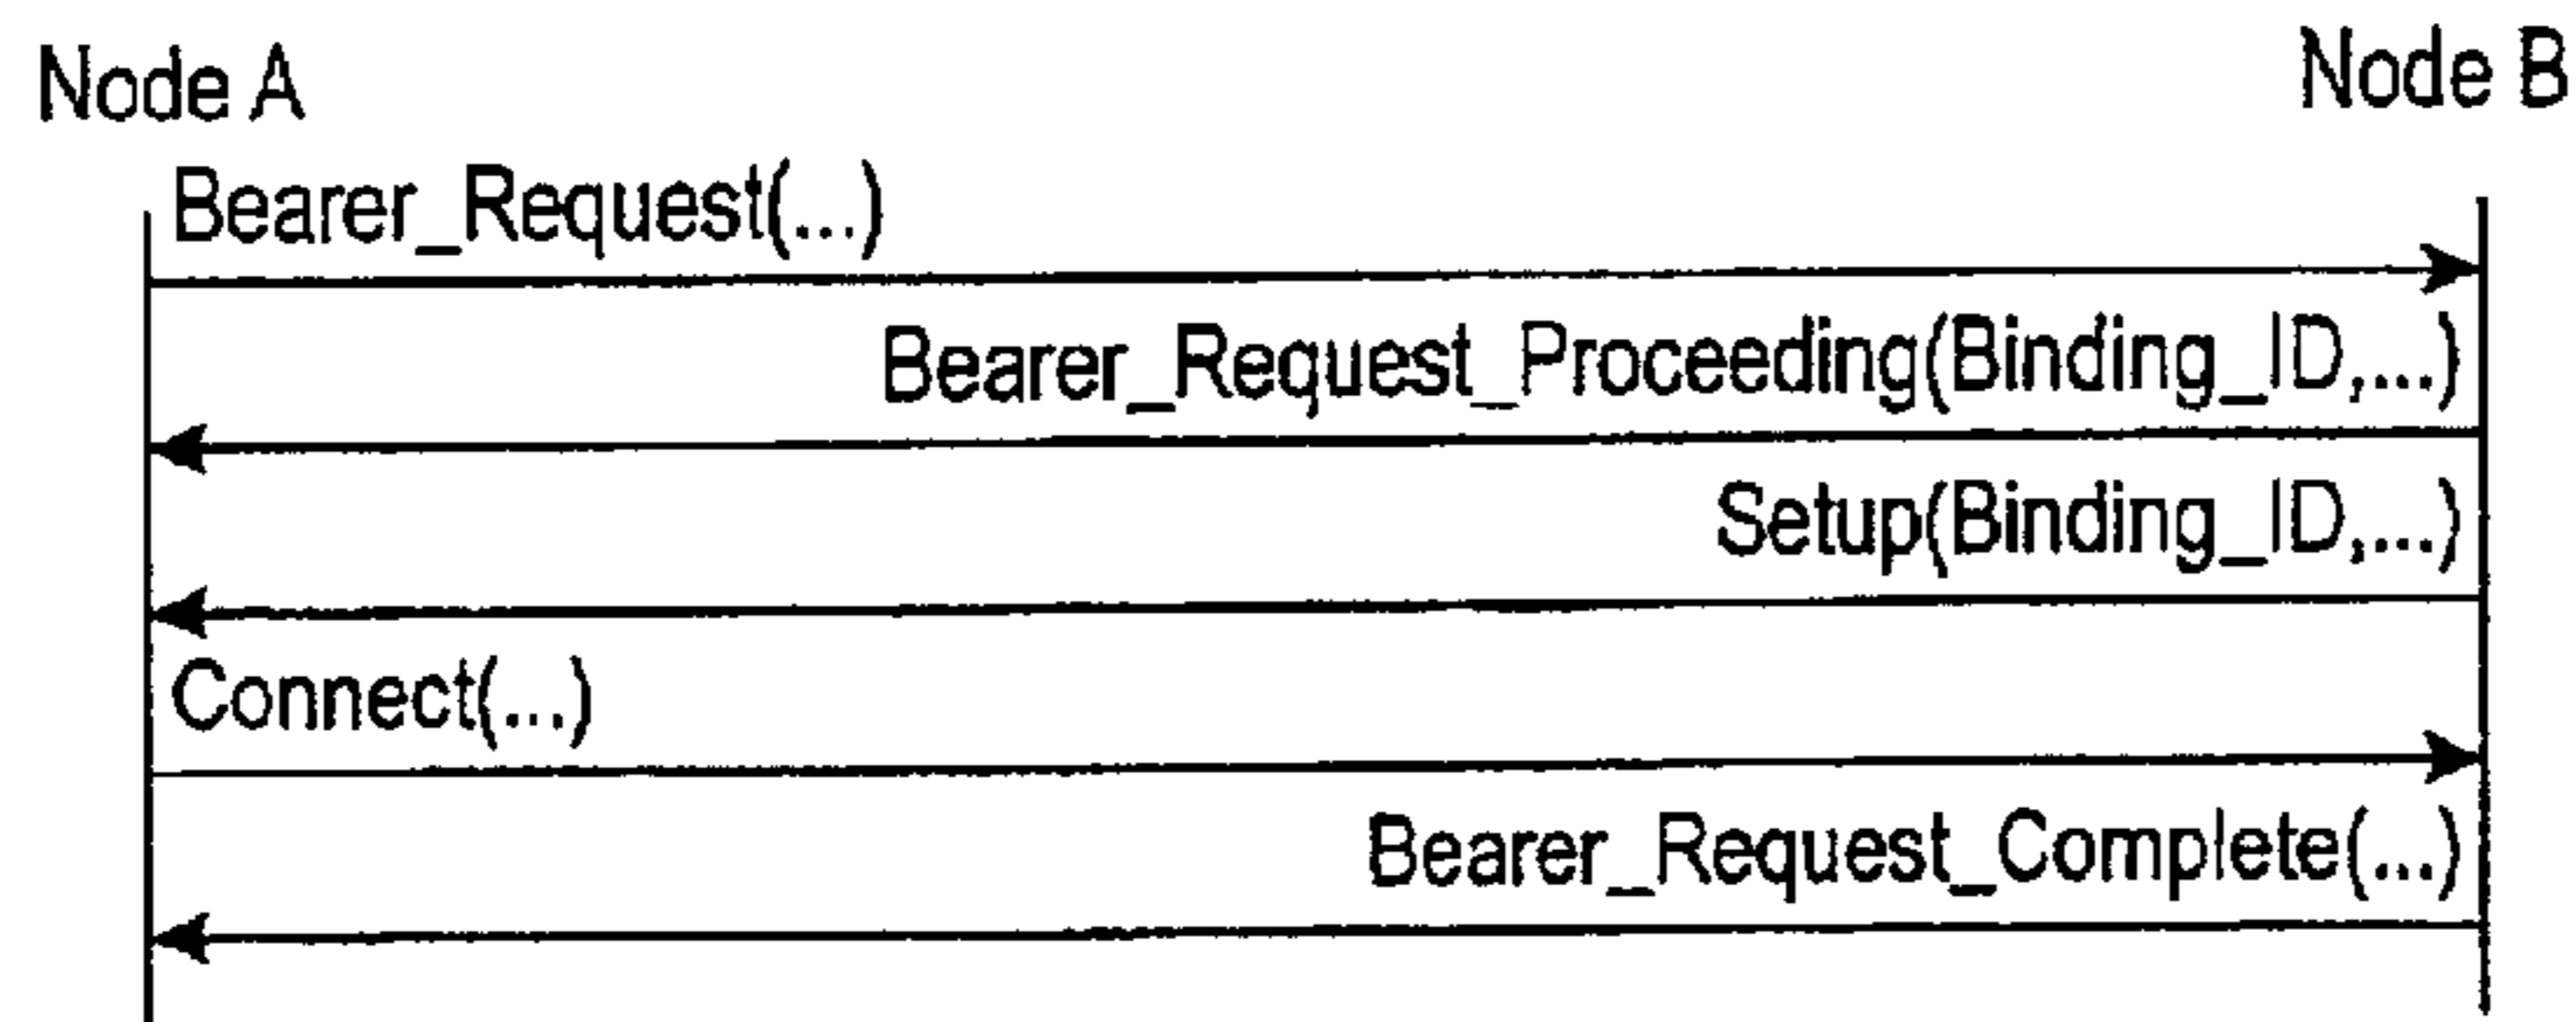 Node A
Node B
Bearer_Request(...)
Bearer_Request_Proceeding(Binding_ID,...)
Setup(Binding_ID,...)
Connect(...)
Bearer_Request_Complete(...)